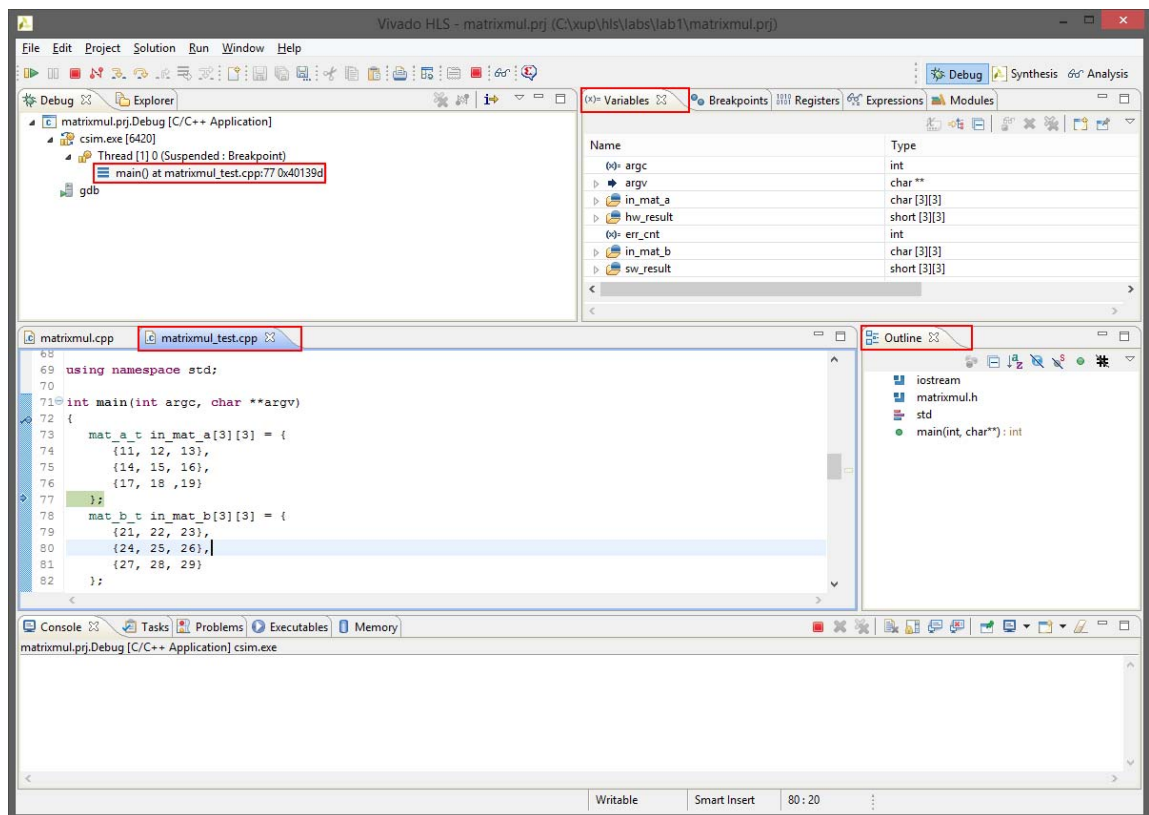 Vivado HLS - matrixmul.prj (C:\xup\hls\labs\lab1\matrixmul.prj)
File Edit Project Solution Run Window Help
Debug Synthesis Analysis
Debug Explorer
matrixmul.prj.Debug [C/C++ Application]
csim.exe [6420]
Thread [1] 0 (Suspended : Breakpoint)
main() at matrixmul_test.cpp:77 0x40139d
gdb
(x)= Variables Breakpoints Registers Expressions Modules
Name Type
(x)= argc int
argv char **
in_mat_a char [3][3]
hw_result short [3][3]
(x)= err_cnt int
in_mat_b char [3][3]
sw_result short [3][3]
matrixmul.cpp matrixmul_test.cpp
68
69 using namespace std;
70
71 int main(int argc, char **argv)
72 {
73 mat_a_t in_mat_a[3][3] = {
74 {11, 12, 13},
75 {14, 15, 16},
76 {17, 18 ,19}
77 };
78 mat_b_t in_mat_b[3][3] = {
79 {21, 22, 23},
80 {24, 25, 26},
81 {27, 28, 29}
82 };
Outline
iostream
matrixmul.h
std
main(int, char**) : int
Console Tasks Problems Executables Memory
matrixmul.prj.Debug [C/C++ Application] csim.exe
Writable Smart Insert 80 : 20